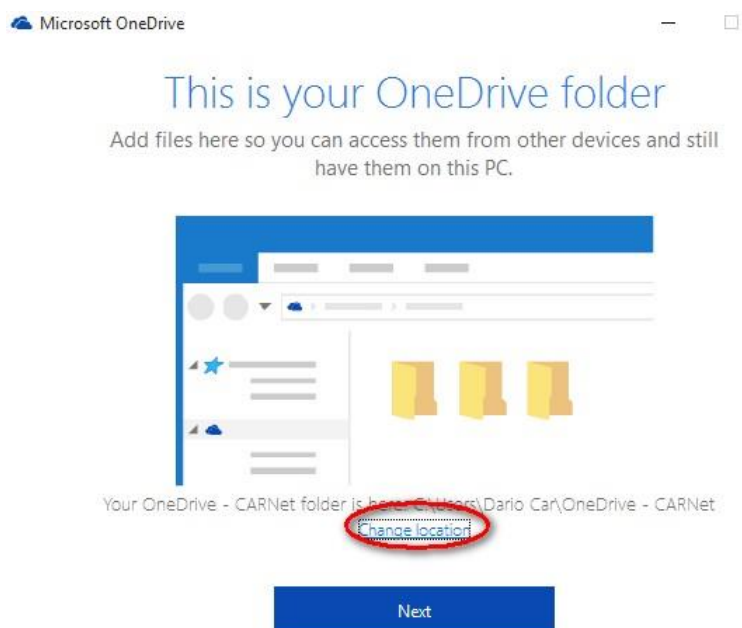 Microsoft OneDrive
This is your OneDrive folder
Add files here so you can access them from other devices and still
have them on this PC.
Your OneDrive - CARNet folder is here: C:\Users\Dario Car\OneDrive - CARNet
Change location
Next